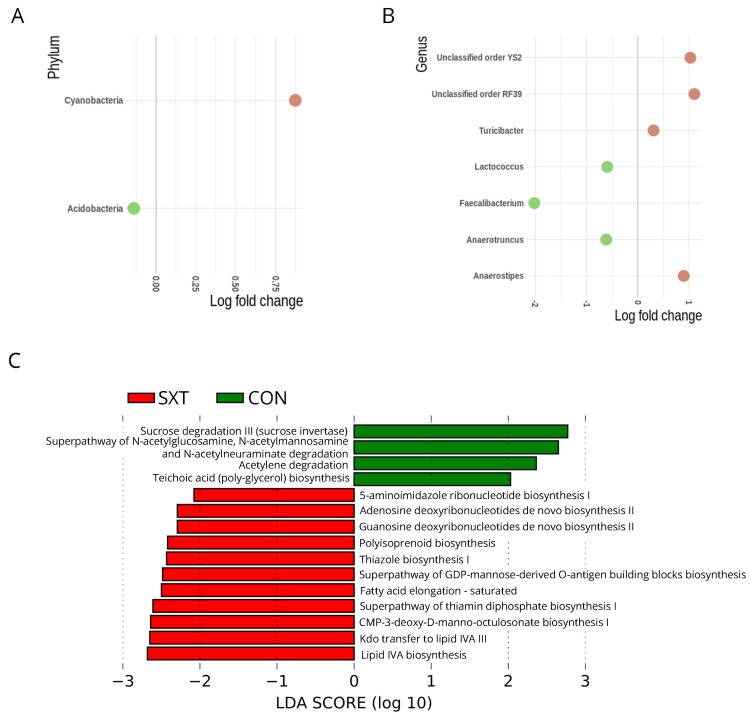 A
Phylum
Cyanobacteria
Acidobacteria
0.00
0.25
0.50
0.75
Log fold change
B
Genus
Unclassified order YS2
Unclassified order RF39
Turicibacter
Lactococcus
Faecalibacterium
Anaerotruncus
Anaerostipes
-2
-1
0
1
Log fold change
C
SXT
CON
Sucrose degradation III (sucrose invertase)
Superpathway of N-acetylglucosamine, N-acetylmannosamine
and N-acetylneuraminate degradation
Acetylene degradation
Teichoic acid (poly-glycerol) biosynthesis
5-aminoimidazole ribonucleotide biosynthesis I
Adenosine deoxyribonucleotides de novo biosynthesis II
Guanosine deoxyribonucleotides de novo biosynthesis II
Polyisoprenoid biosynthesis
Thiazole biosynthesis I
Superpathway of GDP-mannose-derived O-antigen building blocks biosynthesis
Fatty acid elongation - saturated
Superpathway of thiamin diphosphate biosynthesis I
CMP-3-deoxy-D-manno-octulosonate biosynthesis I
Kdo transfer to lipid IVA III
Lipid IVA biosynthesis
−3
−2
−1
0
1
2
3
LDA SCORE (log 10)